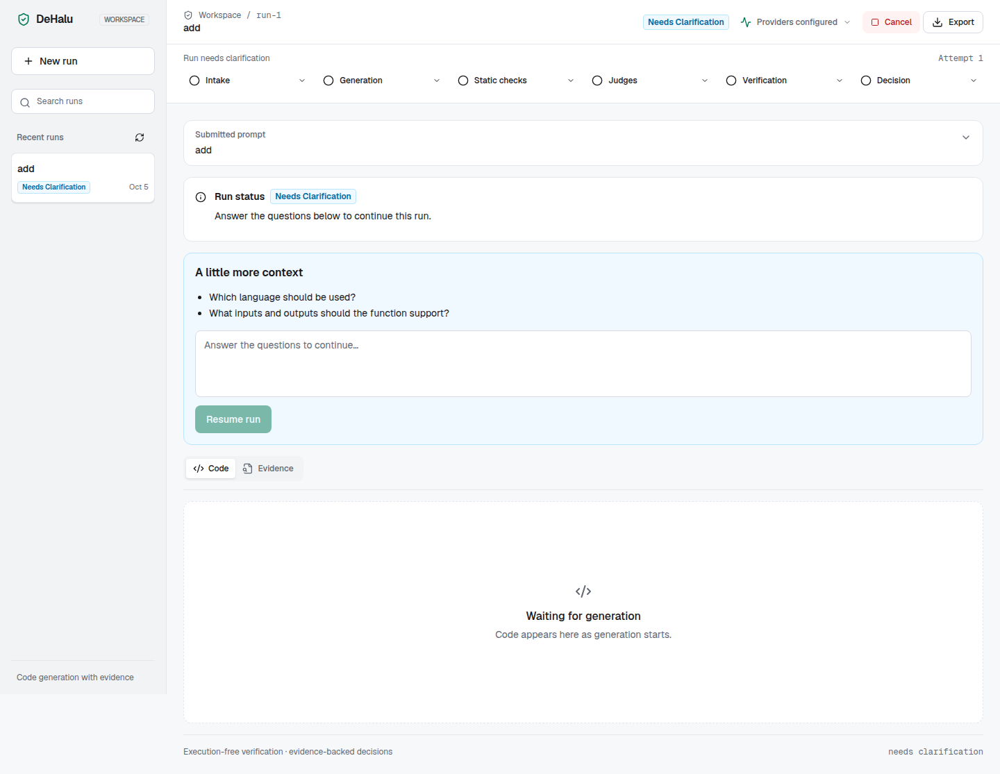 DeHalu
WORKSPACE
New run
Search runs
Recent runs
add
Needs Clarification
Oct 5
Code generation with evidence
Workspace / run-1
add
Needs Clarification
Providers configured
Cancel
Export
Run needs clarification
Attempt 1
Intake
Generation
Static checks
Judges
Verification
Decision
Submitted prompt
add
Run status
Needs Clarification
Answer the questions below to continue this run.
A little more context
• Which language should be used?
• What inputs and outputs should the function support?
Answer the questions to continue…
Resume run
Code
Evidence
Waiting for generation
Code appears here as generation starts.
Execution-free verification · evidence-backed decisions
needs clarification